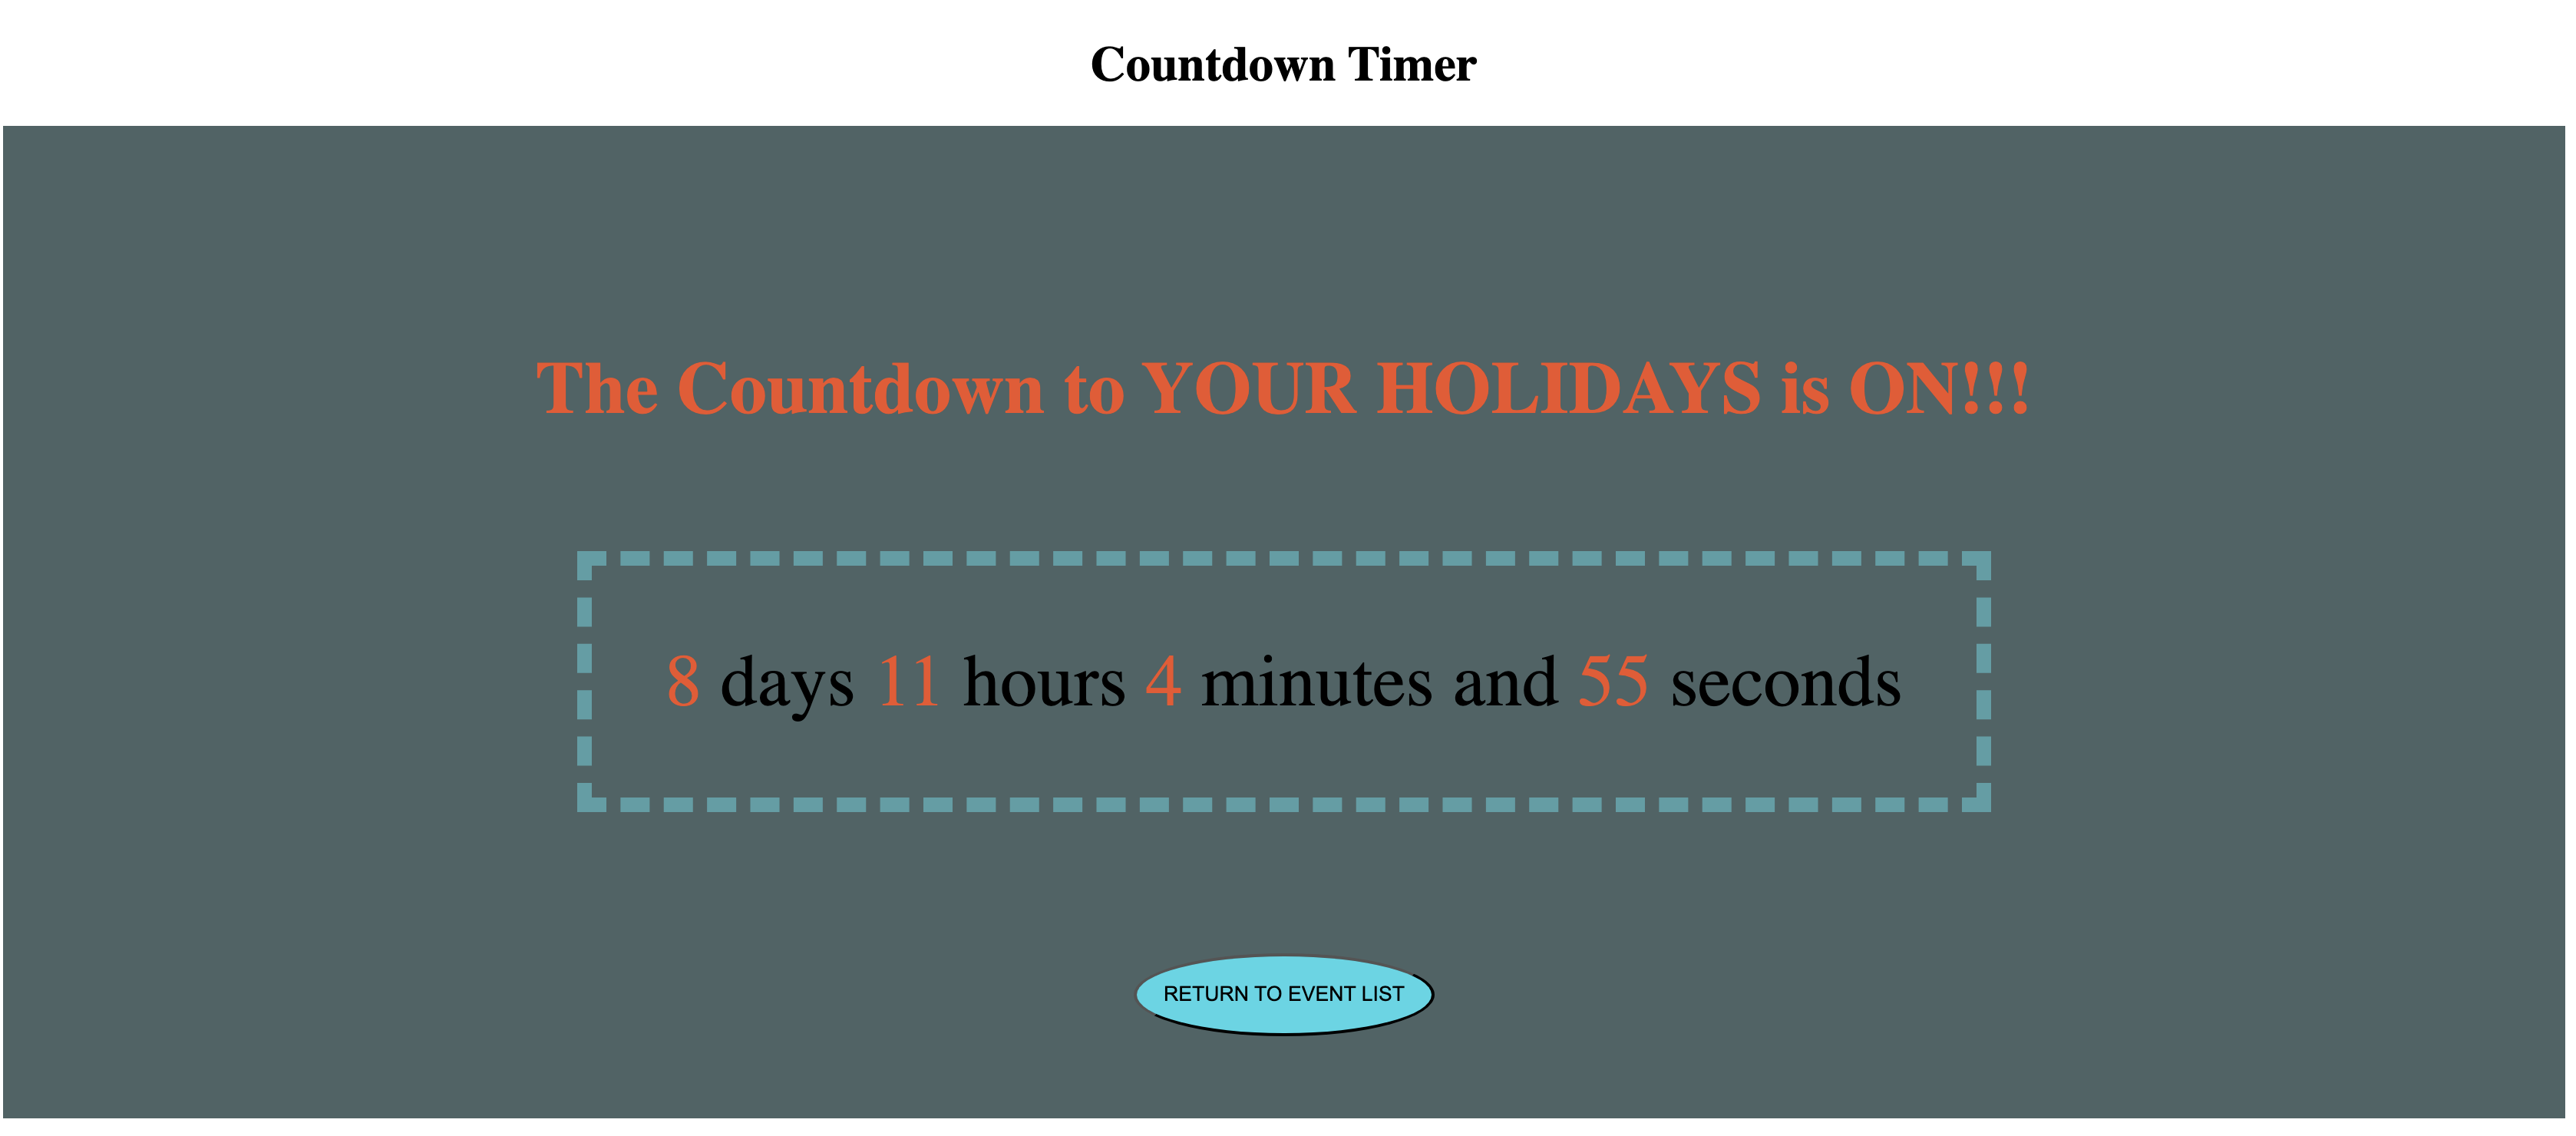 Countdown Timer
The Countdown to YOUR HOLIDAYS is ON!!!
8 days 11 hours 4 minutes and 55 seconds
RETURN TO EVENT LIST